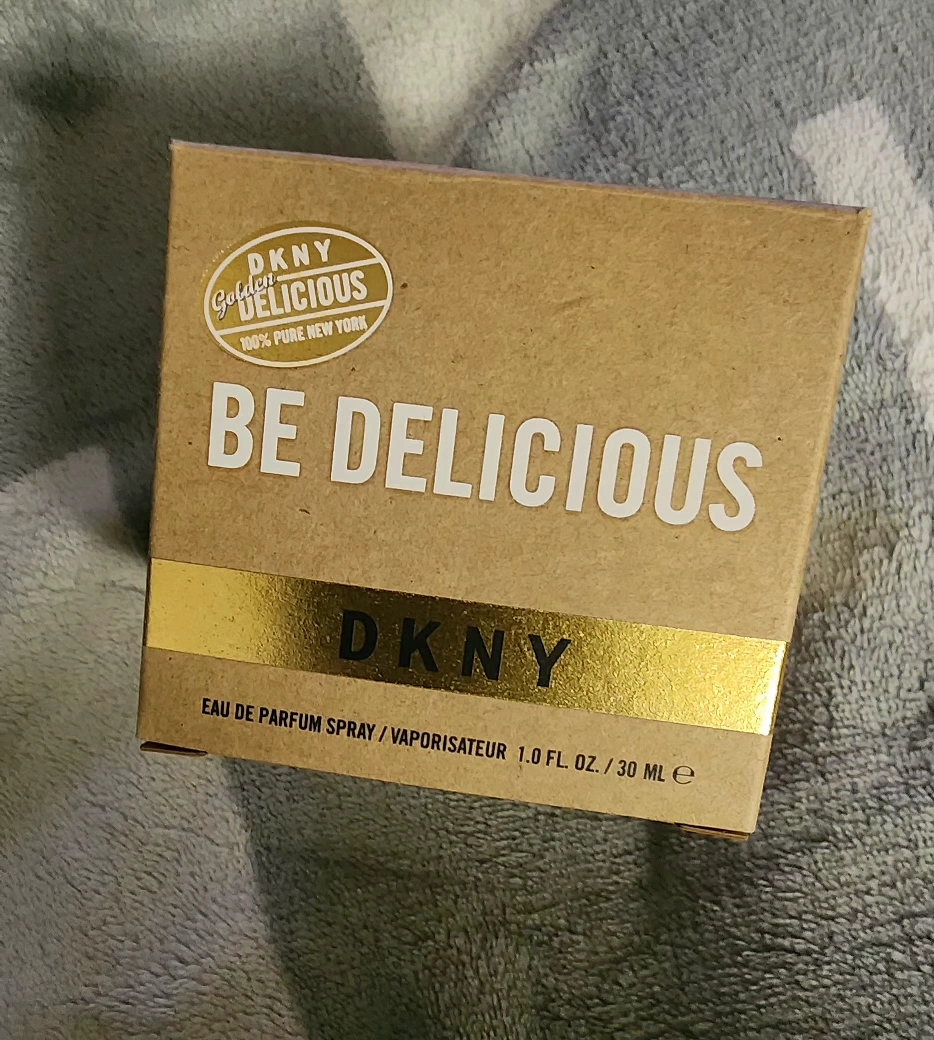 DKNY
Golden
DELICIOUS
100% PURE NEW YORK
BE DELICIOUS
DKNY
EAU DE PARFUM SPRAY / VAPORISATEUR 1.0 FL. OZ. / 30 ML ℮